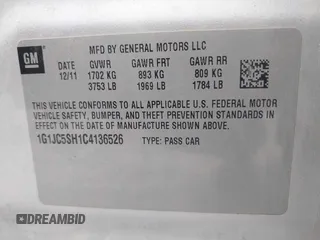 GM
MFD BY GENERAL MOTORS LLC
DATE GVWR GAWR FRT GAWR RR
12/11 1702 KG 893 KG 809 KG
3753 LB 1969 LB 1784 LB
THIS VEHICLE CONFORMS TO ALL APPLICABLE U.S. FEDERAL MOTOR
VEHICLE SAFETY, BUMPER, AND THEFT PREVENTION STANDARDS
IN EFFECT ON THE DATE OF MANUFACTURE SHOWN ABOVE.
1G1JC5SH1C4136526 TYPE: PASS CAR
DREAMBID